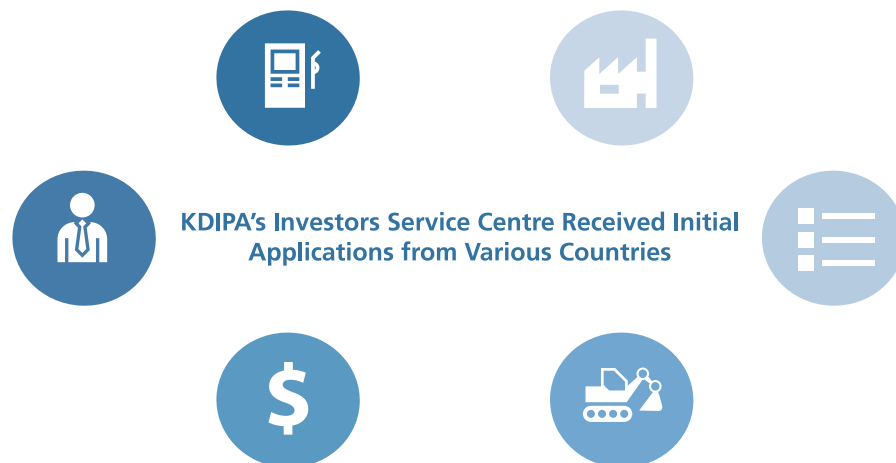 KDIPA's Investors Service Centre Received Initial
Applications from Various Countries
$